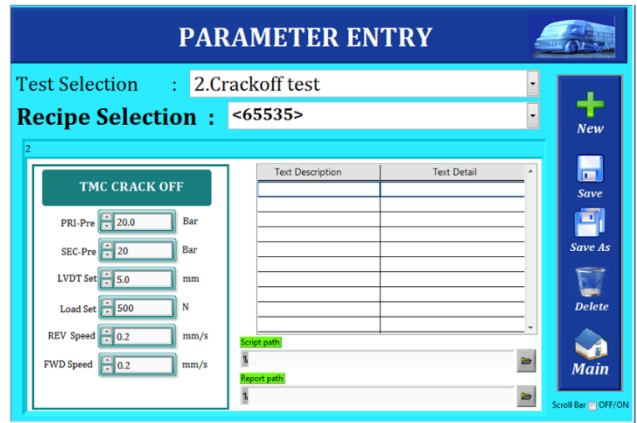 PARAMETER ENTRY
Test Selection : 2.Crackoff test
Recipe Selection : <65535>
New
2
Text Description Text Detail
TMC CRACK OFF
Save
PRI-Pre 20.0 Bar
SEC-Pre 20 Bar
Save As
LVDT Set 5.0 mm
Load Set 500 N
Delete
REV Speed 0.2 mm/s
Script path
FWD Speed 0.2 mm/s
Main
Report path
Scroll Bar OFF/ON